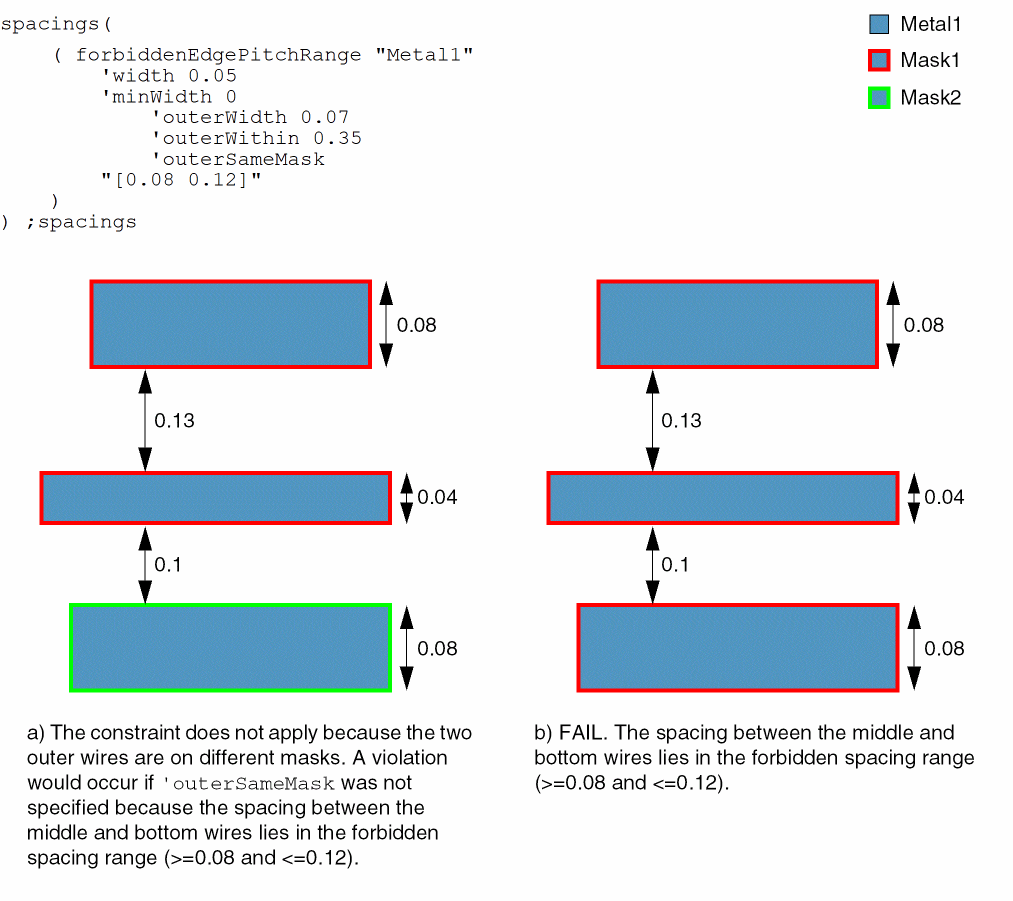 spacings(
( forbiddenEdgePitchRange "Metal1"
'width 0.05
'minWidth 0
'outerWidth 0.07
'outerWithin 0.35
'outerSameMask
"[0.08 0.12]"
)
) ;spacings
Metal1
Mask1
Mask2
0.08
0.13
0.04
0.1
0.08
a) The constraint does not apply because the two
outer wires are on different masks. A violation
would occur if 'outerSameMask was not
specified because the spacing between the
middle and bottom wires lies in the forbidden
spacing range (>=0.08 and <=0.12).
0.08
0.13
0.04
0.1
0.08
b) FAIL. The spacing between the middle and
bottom wires lies in the forbidden spacing range
(>=0.08 and <=0.12).